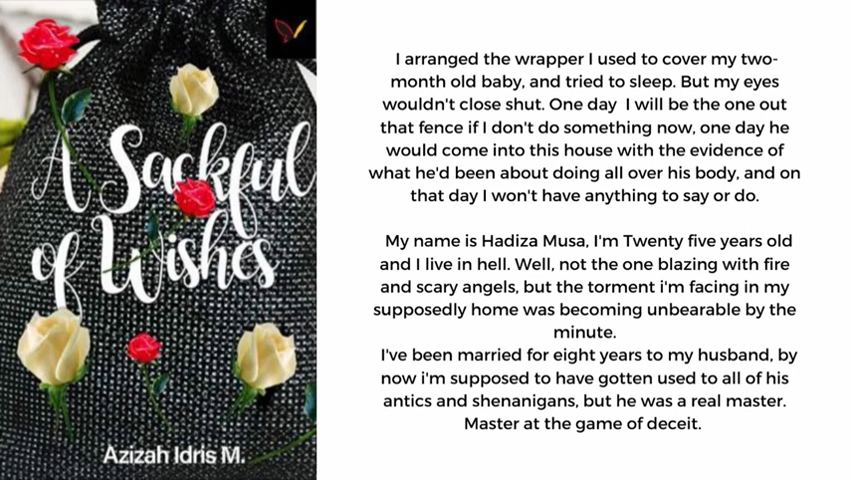 A Sackful
of Wishes
Azizah Idris M.
I arranged the wrapper I used to cover my two-
month old baby, and tried to sleep. But my eyes
wouldn't close shut. One day I will be the one out
that fence if I don't do something now, one day he
would come into this house with the evidence of
what he'd been about doing all over his body, and on
that day I won't have anything to say or do.
My name is Hadiza Musa, I'm Twenty five years old
and I live in hell. Well, not the one blazing with fire
and scary angels, but the torment i'm facing in my
supposedly home was becoming unbearable by the
minute.
I've been married for eight years to my husband, by
now i'm supposed to have gotten used to all of his
antics and shenanigans, but he was a real master.
Master at the game of deceit.